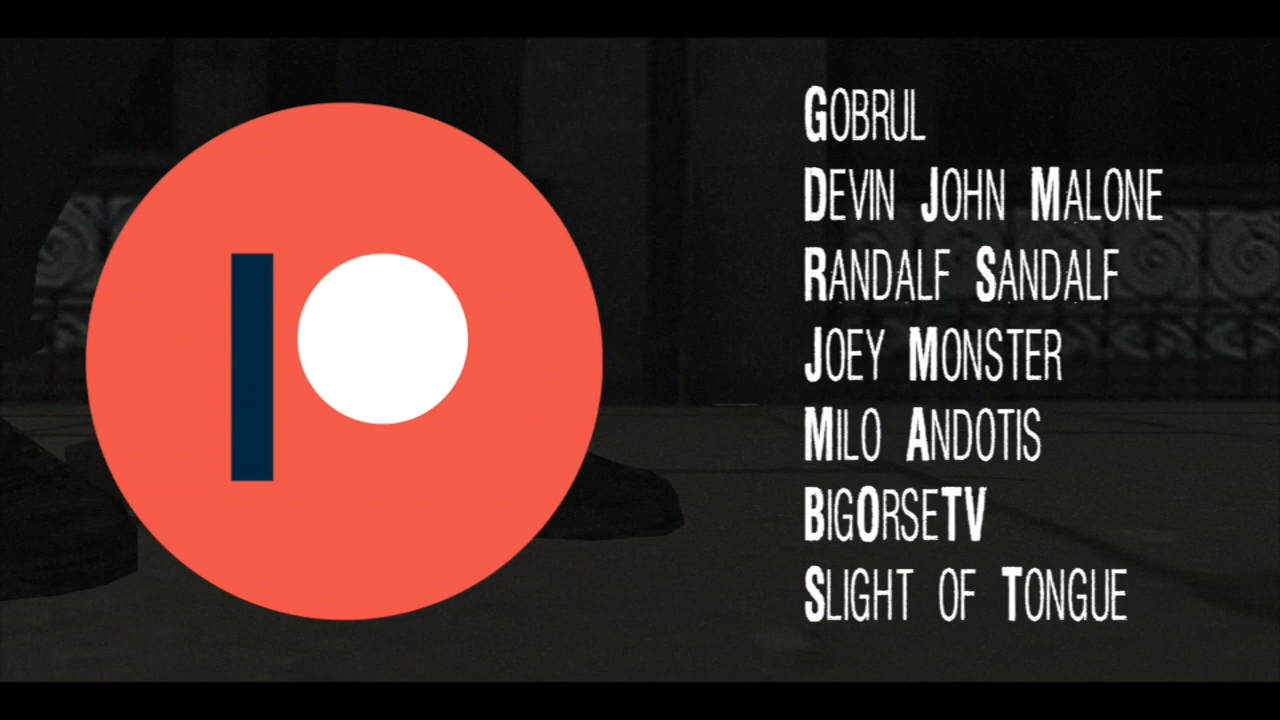 Gobrul
Devin John Malone
Randalf Sandalf
Joey Monster
Milo Andotis
BigOrseTV
Slight of Tongue